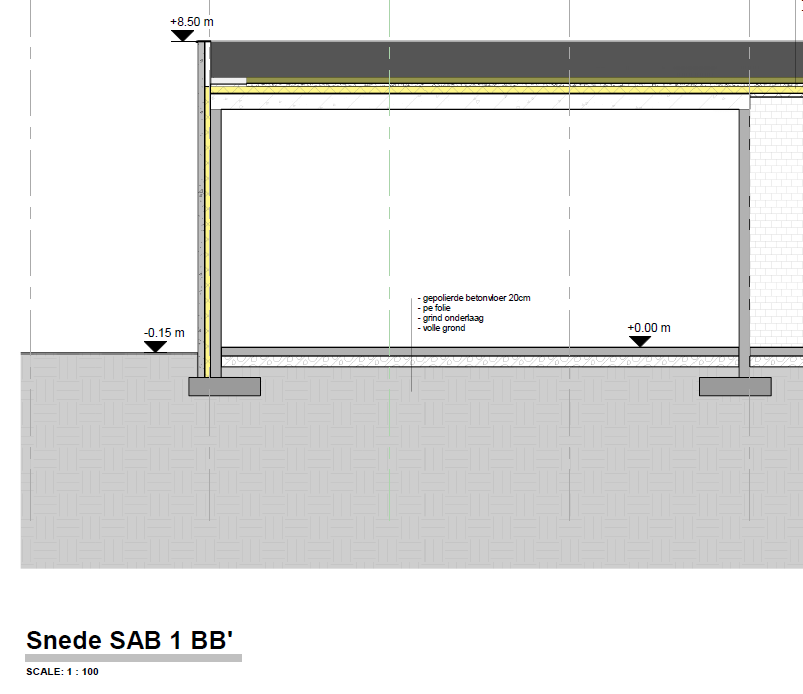 +8.50 m
- gepolierde betonvloer 20cm
- pe folie
- grind onderlaag
- volle grond
-0.15 m
+0.00 m
Snede SAB 1 BB'
SCALE: 1 : 100